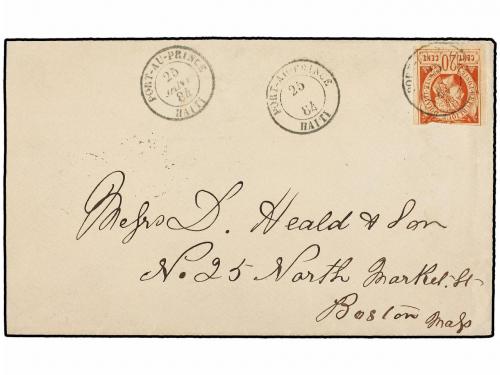 PORT-AU-PRINCE
25
84
HAITI
PORT-AU-PRINCE
25
84
HAITI
20
CENT CENT
Messrs D. Heald & Son
No. 25 North Market St
Boston Mass